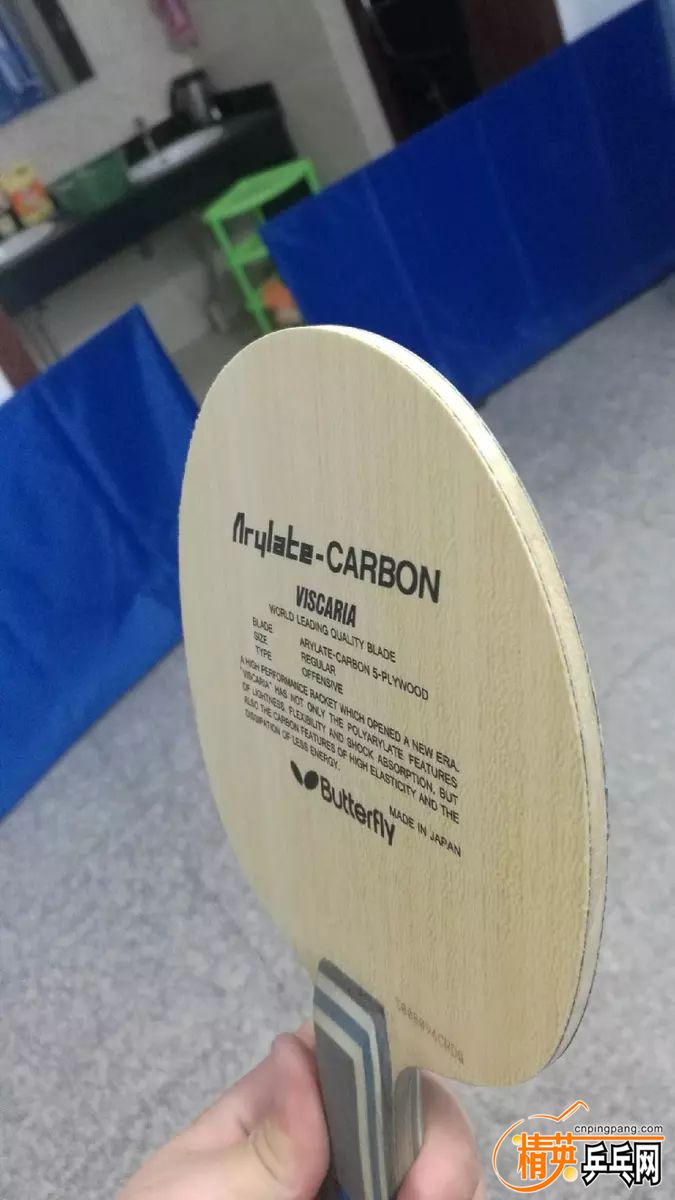 Arylate-CARBON
VISCARIA
WORLD LEADING QUALITY BLADE
BLADE ARYLATE-CARBON 5-PLYWOOD
SIZE REGULAR
TYPE OFFENSIVE
A HIGH PERFORMANCE RACKET WHICH OPENED A NEW ERA.
"VISCARIA" HAS NOT ONLY THE POLYARYLATE FEATURES
OF LIGHTNESS, FLEXIBILITY AND SHOCK ABSORPTION, BUT
ALSO THE CARBON FEATURES OF HIGH ELASTICITY AND THE
DISSIPATION OF LESS ENERGY.
Butterfly MADE IN JAPAN
cnpingpang.com
精英乒乓网